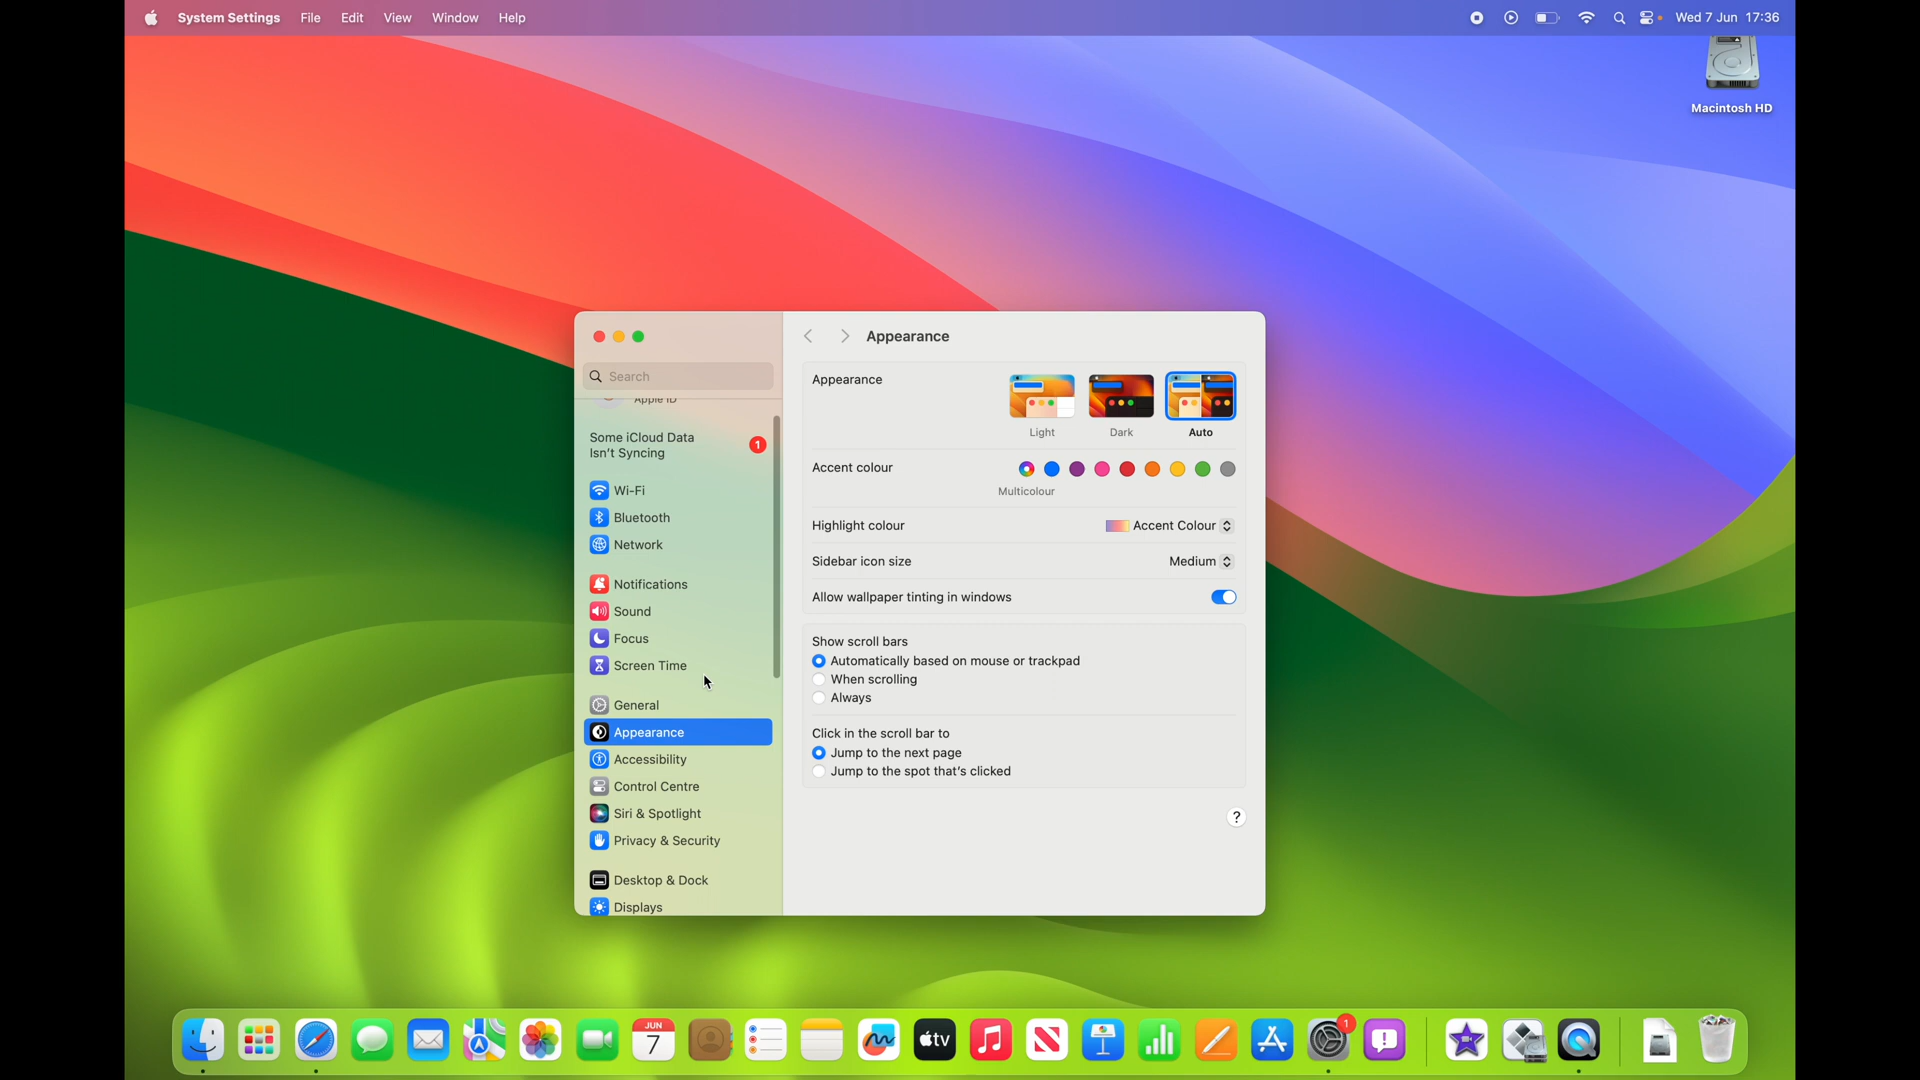 System Settings File Edit View Window Help Wed 7 Jun 17:36
Macintosh HD
Search
Apple ID
Some iCloud Data
Isn't Syncing
1
Wi-Fi
Bluetooth
Network
Notifications
Sound
Focus
Screen Time
General
Appearance
Accessibility
Control Centre
Siri & Spotlight
Privacy & Security
Desktop & Dock
Displays
Appearance
Appearance
Light Dark Auto
Accent colour
Multicolour
Highlight colour Accent Colour
Sidebar icon size Medium
Allow wallpaper tinting in windows
Show scroll bars
Automatically based on mouse or trackpad
When scrolling
Always
Click in the scroll bar to
Jump to the next page
Jump to the spot that's clicked
?
JUN
7
tv
1